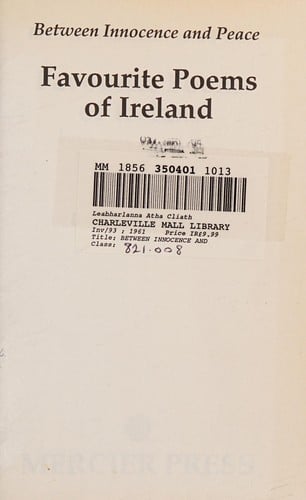 Between Innocence and Peace
Favourite Poems
of Ireland
MM 1856 350401 1013
Leabharlanna Atha Cliath
CHARLEVILLE MALL LIBRARY
Inv/93 : 1961 Price IR£9.99
Title: BETWEEN INNOCENCE AND
Class: 821.008
MERCIER PRESS